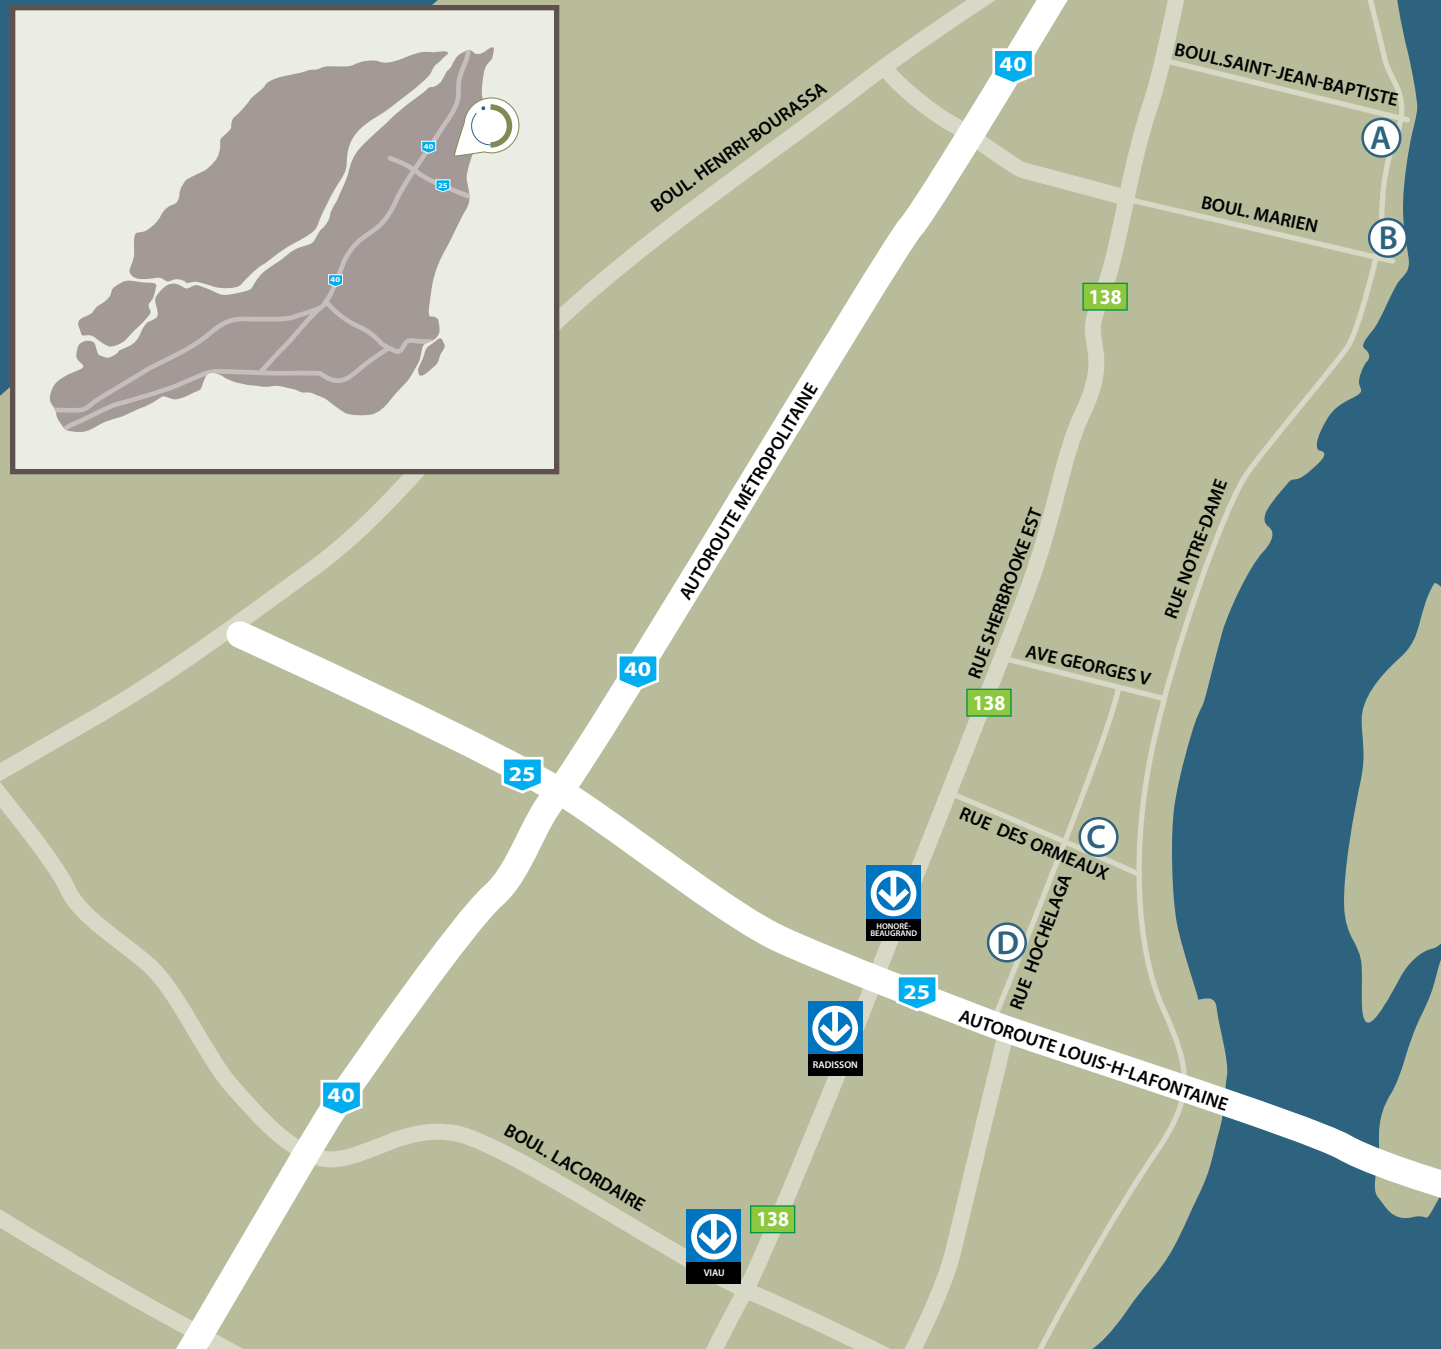 40
25
40
40
BOUL.SAINT-JEAN-BAPTISTE
BOUL. HENRRI-BOURASSA
A
BOUL. MARIEN
B
138
AUTOROUTE MÉTROPOLITAINE
RUE NOTRE-DAME
RUE SHERBROOKE EST
AVE GEORGES V
40
138
25
RUE DES ORMEAUX
C
HONORÉ-
BEAUGRAND
RUE HOCHELAGA
D
25
RADISSON
AUTOROUTE LOUIS-H-LAFONTAINE
40
BOUL. LACORDAIRE
138
VIAU